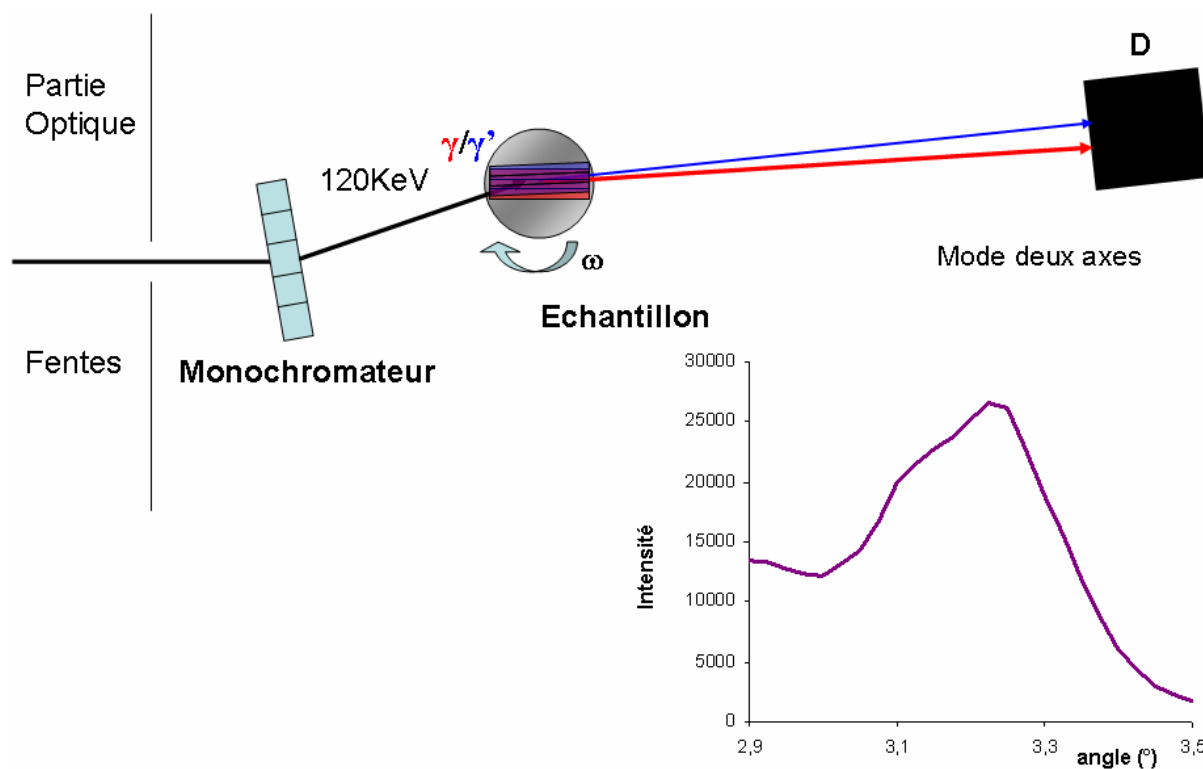 Partie
Optique
Fentes
Monochromateur
120KeV
γ/γ’
ω
Echantillon
D
Mode deux axes
Intensité
30000
25000
20000
15000
10000
5000
0
2,9
3,1
3,3
3,5
angle (°)